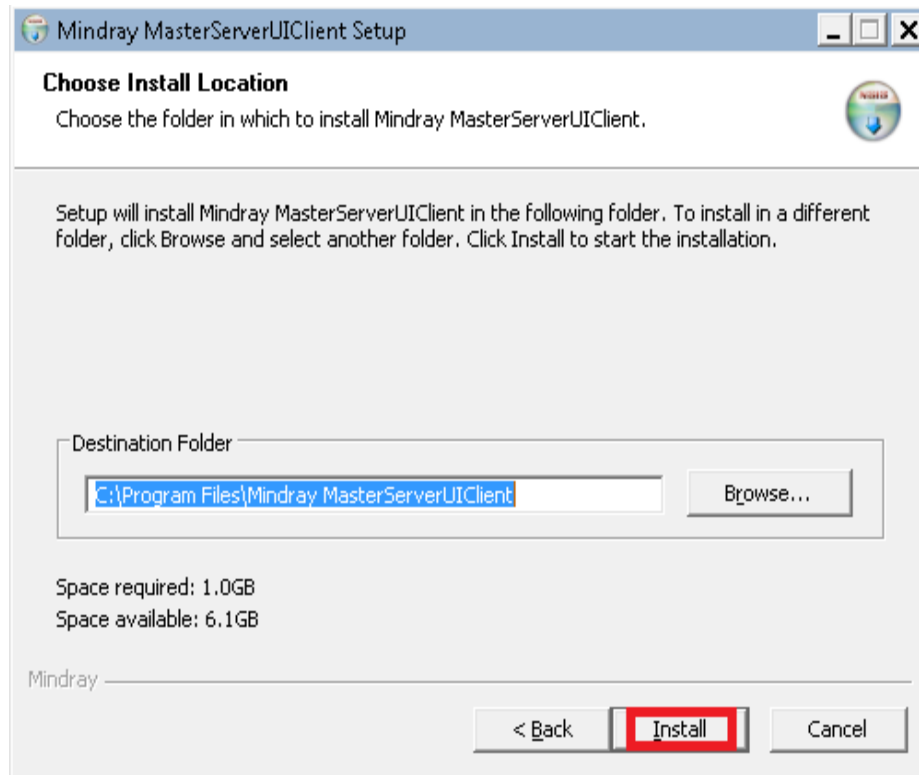 Mindray MasterServerUIClient Setup
Choose Install Location
Choose the folder in which to install Mindray MasterServerUIClient.
Setup will install Mindray MasterServerUIClient in the following folder. To install in a different
folder, click Browse and select another folder. Click Install to start the installation.
Destination Folder
C:\Program Files\Mindray MasterServerUIClient
Browse...
Space required: 1.0GB
Space available: 6.1GB
Mindray
< Back
Install
Cancel